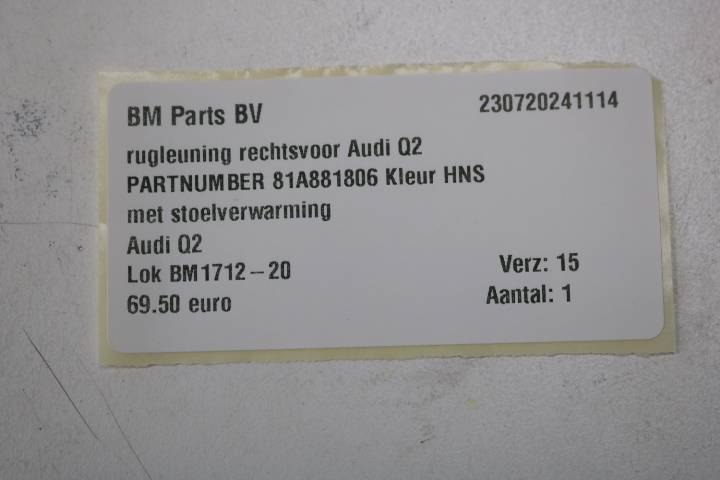 BM Parts BV 230720241114
rugleuning rechtsvoor Audi Q2
PARTNUMBER 81A881806 Kleur HNS
met stoelverwarming
Audi Q2
Lok BM1712-20 Verz: 15
69.50 euro Aantal: 1